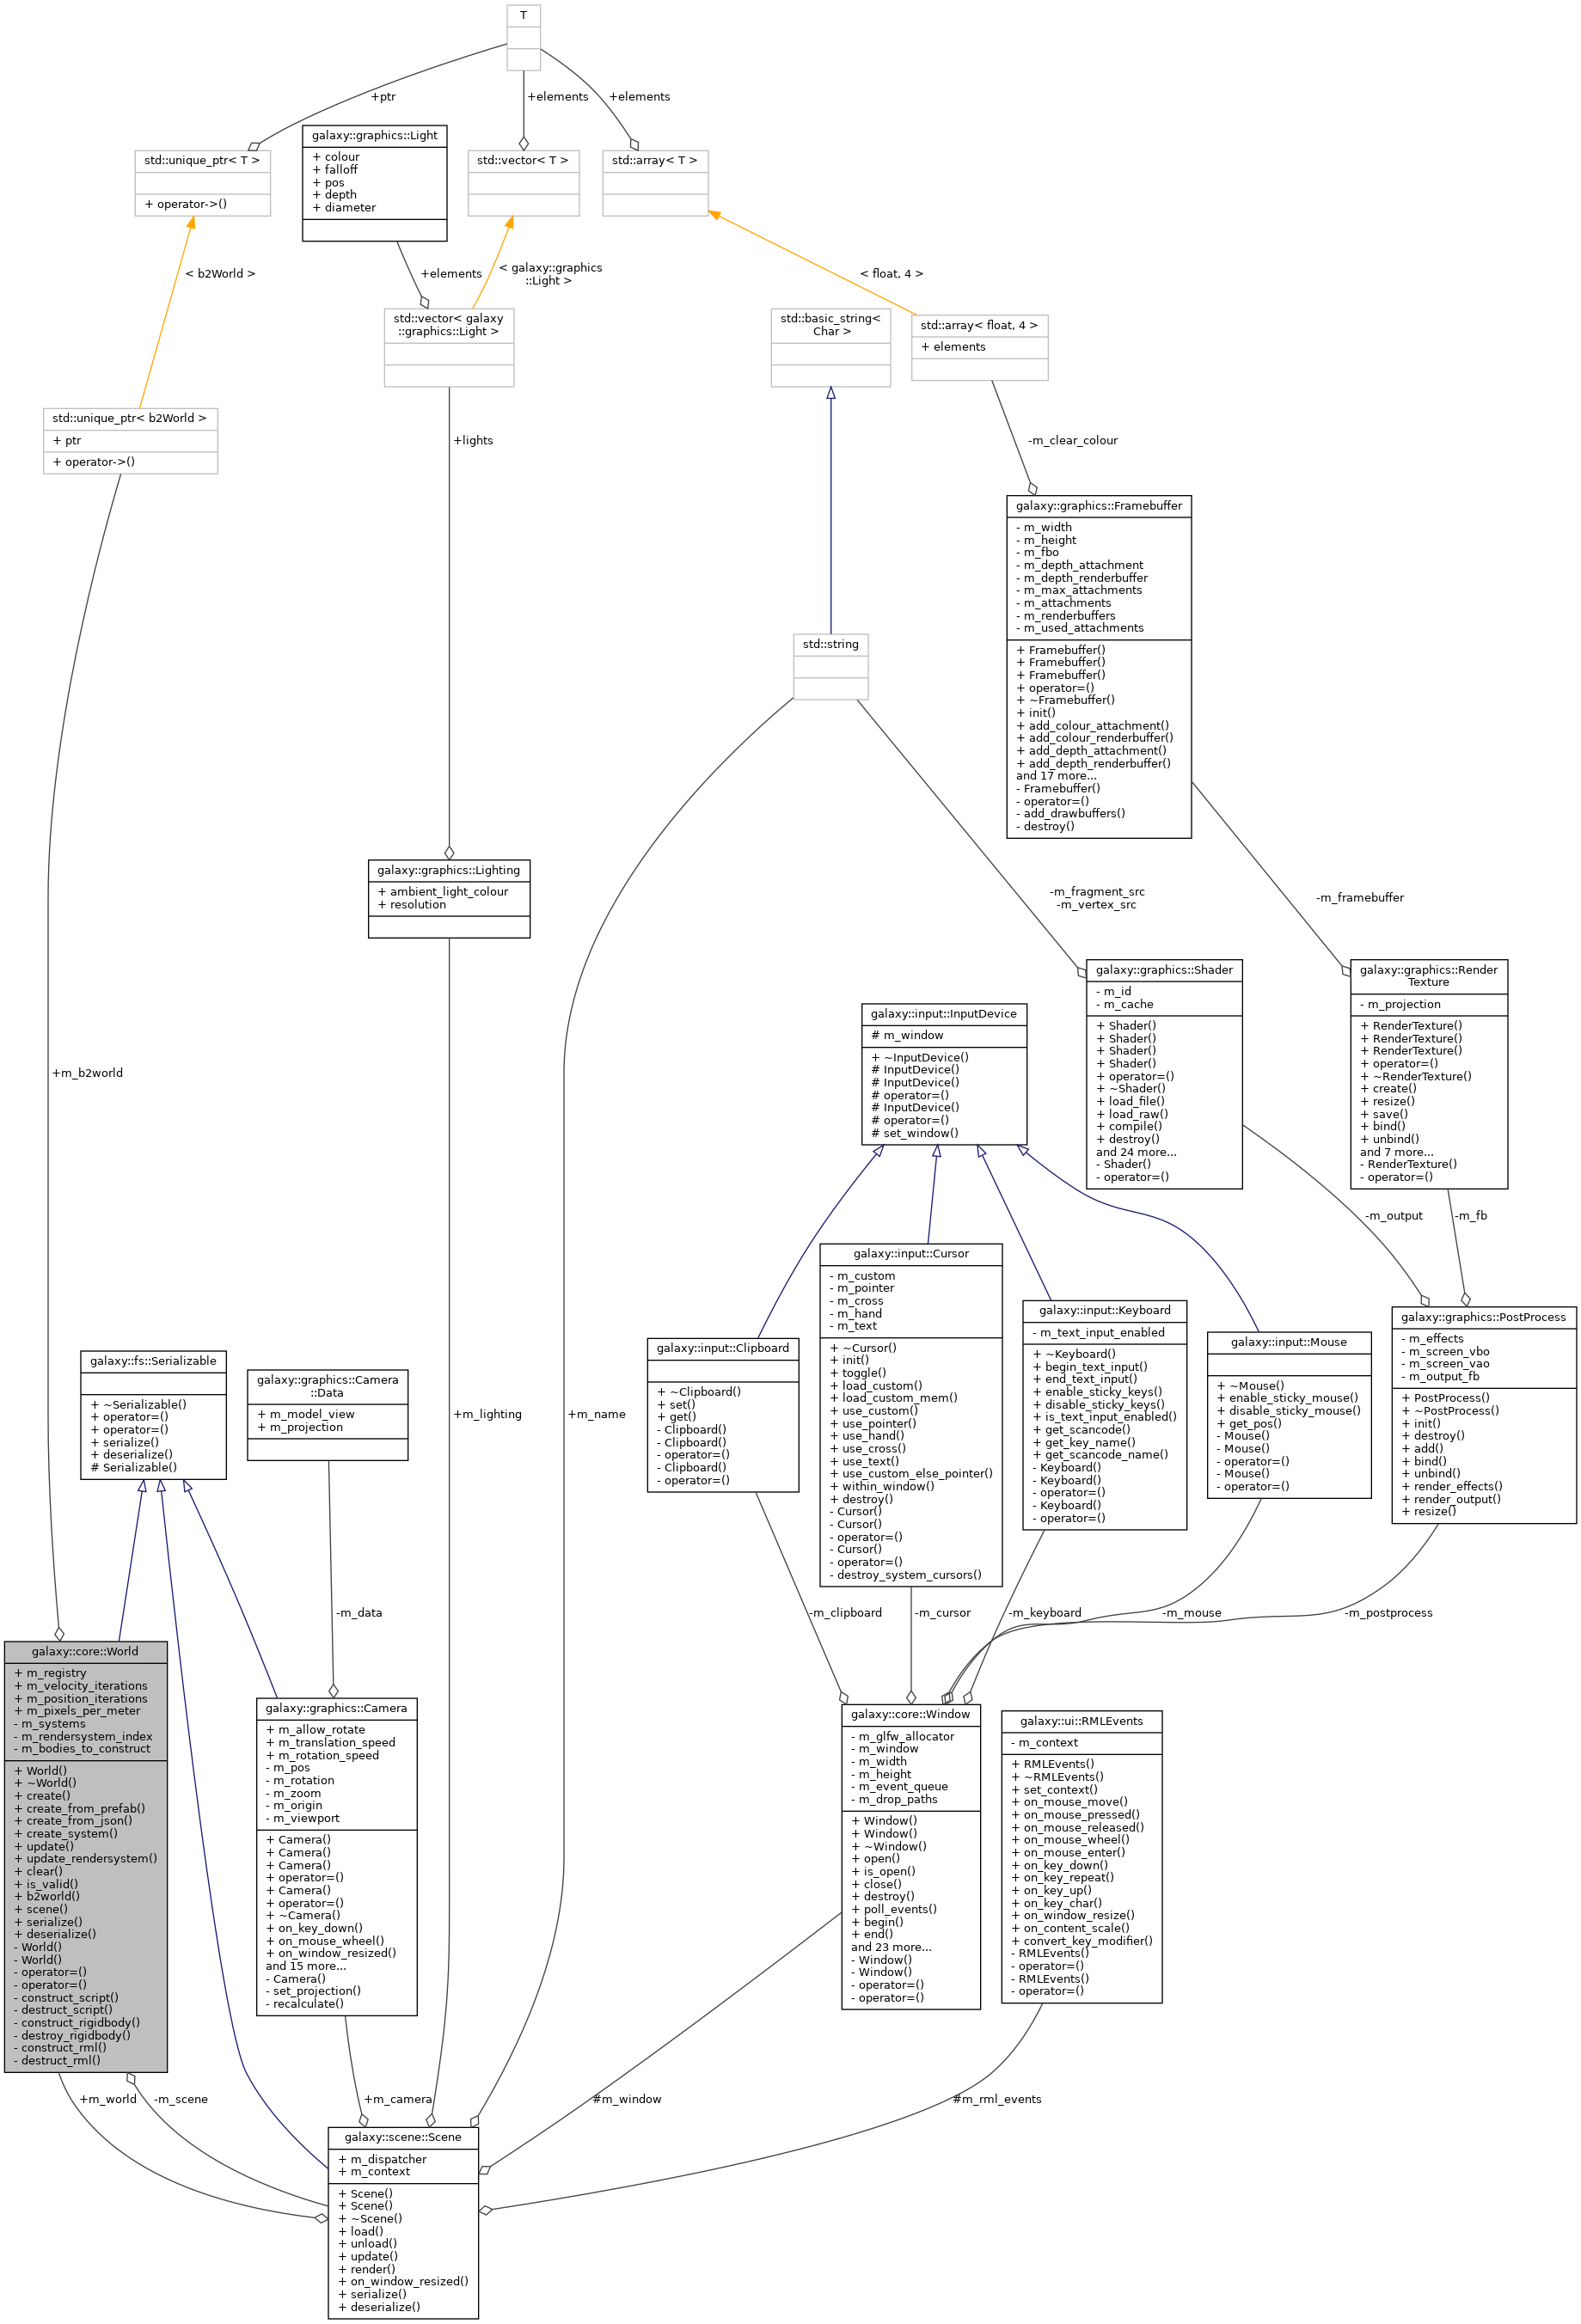 T
+ptr
+elements
+elements
std::unique_ptr< T >
+ operator->()
galaxy::graphics::Light
+ colour
+ falloff
+ pos
+ depth
+ diameter
std::vector< T >
std::array< T >
< b2World >
+elements
< galaxy::graphics
::Light >
< float, 4 >
std::vector< galaxy
::graphics::Light >
std::basic_string<
Char >
std::array< float, 4 >
+ elements
std::unique_ptr< b2World >
+ ptr
+ operator->()
+lights
-m_clear_colour
galaxy::graphics::Framebuffer
- m_width
- m_height
- m_fbo
- m_depth_attachment
- m_depth_renderbuffer
- m_max_attachments
- m_attachments
- m_renderbuffers
- m_used_attachments
+ Framebuffer()
+ Framebuffer()
+ Framebuffer()
+ operator=()
+ ~Framebuffer()
+ init()
+ add_colour_attachment()
+ add_colour_renderbuffer()
+ add_depth_attachment()
+ add_depth_renderbuffer()
and 17 more...
- Framebuffer()
- operator=()
- add_drawbuffers()
- destroy()
std::string
galaxy::graphics::Lighting
+ ambient_light_colour
+ resolution
-m_fragment_src
-m_vertex_src
-m_framebuffer
galaxy::graphics::Shader
- m_id
- m_cache
+ Shader()
+ Shader()
+ Shader()
+ Shader()
+ operator=()
+ ~Shader()
+ load_file()
+ load_raw()
+ compile()
+ destroy()
and 24 more...
- Shader()
- operator=()
galaxy::graphics::Render
Texture
- m_projection
+ RenderTexture()
+ RenderTexture()
+ RenderTexture()
+ operator=()
+ ~RenderTexture()
+ create()
+ resize()
+ save()
+ bind()
+ unbind()
and 7 more...
- RenderTexture()
- operator=()
galaxy::input::InputDevice
# m_window
+ ~InputDevice()
# InputDevice()
# InputDevice()
# operator=()
# InputDevice()
# operator=()
# set_window()
+m_b2world
-m_output
-m_fb
galaxy::input::Cursor
- m_custom
- m_pointer
- m_cross
- m_hand
- m_text
+ ~Cursor()
+ init()
+ toggle()
+ load_custom()
+ load_custom_mem()
+ use_custom()
+ use_pointer()
+ use_hand()
+ use_cross()
+ use_text()
+ use_custom_else_pointer()
+ within_window()
+ destroy()
- Cursor()
- Cursor()
- operator=()
- Cursor()
- operator=()
- destroy_system_cursors()
galaxy::input::Keyboard
- m_text_input_enabled
+ ~Keyboard()
+ begin_text_input()
+ end_text_input()
+ enable_sticky_keys()
+ disable_sticky_keys()
+ is_text_input_enabled()
+ get_scancode()
+ get_key_name()
+ get_scancode_name()
- Keyboard()
- Keyboard()
- operator=()
- Keyboard()
- operator=()
galaxy::graphics::PostProcess
- m_effects
- m_screen_vbo
- m_screen_vao
- m_output_fb
+ PostProcess()
+ ~PostProcess()
+ init()
+ destroy()
+ add()
+ bind()
+ unbind()
+ render_effects()
+ render_output()
+ resize()
galaxy::input::Clipboard
+ ~Clipboard()
+ set()
+ get()
- Clipboard()
- Clipboard()
- operator=()
- Clipboard()
- operator=()
galaxy::input::Mouse
+ ~Mouse()
+ enable_sticky_mouse()
+ disable_sticky_mouse()
+ get_pos()
- Mouse()
- Mouse()
- operator=()
- Mouse()
- operator=()
galaxy::fs::Serializable
+ ~Serializable()
+ operator=()
+ operator=()
+ serialize()
+ deserialize()
# Serializable()
galaxy::graphics::Camera
::Data
+ m_model_view
+ m_projection
+m_lighting
+m_name
-m_data
-m_clipboard
-m_cursor
-m_keyboard
-m_mouse
-m_postprocess
galaxy::core::World
+ m_registry
+ m_velocity_iterations
+ m_position_iterations
+ m_pixels_per_meter
- m_systems
- m_rendersystem_index
- m_bodies_to_construct
+ World()
+ ~World()
+ create()
+ create_from_prefab()
+ create_from_json()
+ create_system()
+ update()
+ update_rendersystem()
+ clear()
+ is_valid()
+ b2world()
+ scene()
+ serialize()
+ deserialize()
- World()
- World()
- operator=()
- operator=()
- construct_script()
- destruct_script()
- construct_rigidbody()
- destroy_rigidbody()
- construct_rml()
- destruct_rml()
galaxy::graphics::Camera
+ m_allow_rotate
+ m_translation_speed
+ m_rotation_speed
- m_pos
- m_rotation
- m_zoom
- m_origin
- m_viewport
+ Camera()
+ Camera()
+ Camera()
+ operator=()
+ Camera()
+ operator=()
+ ~Camera()
+ on_key_down()
+ on_mouse_wheel()
+ on_window_resized()
and 15 more...
- Camera()
- set_projection()
- recalculate()
galaxy::core::Window
- m_glfw_allocator
- m_window
- m_width
- m_height
- m_event_queue
- m_drop_paths
+ Window()
+ Window()
+ ~Window()
+ open()
+ is_open()
+ close()
+ destroy()
+ poll_events()
+ begin()
+ end()
and 23 more...
- Window()
- Window()
- operator=()
- operator=()
galaxy::ui::RMLEvents
- m_context
+ RMLEvents()
+ ~RMLEvents()
+ set_context()
+ on_mouse_move()
+ on_mouse_pressed()
+ on_mouse_released()
+ on_mouse_wheel()
+ on_mouse_enter()
+ on_key_down()
+ on_key_repeat()
+ on_key_up()
+ on_key_char()
+ on_window_resize()
+ on_content_scale()
+ convert_key_modifier()
- RMLEvents()
- operator=()
- RMLEvents()
- operator=()
+m_world
-m_scene
+m_camera
#m_window
#m_rml_events
galaxy::scene::Scene
+ m_dispatcher
+ m_context
+ Scene()
+ Scene()
+ ~Scene()
+ load()
+ unload()
+ update()
+ render()
+ on_window_resized()
+ serialize()
+ deserialize()